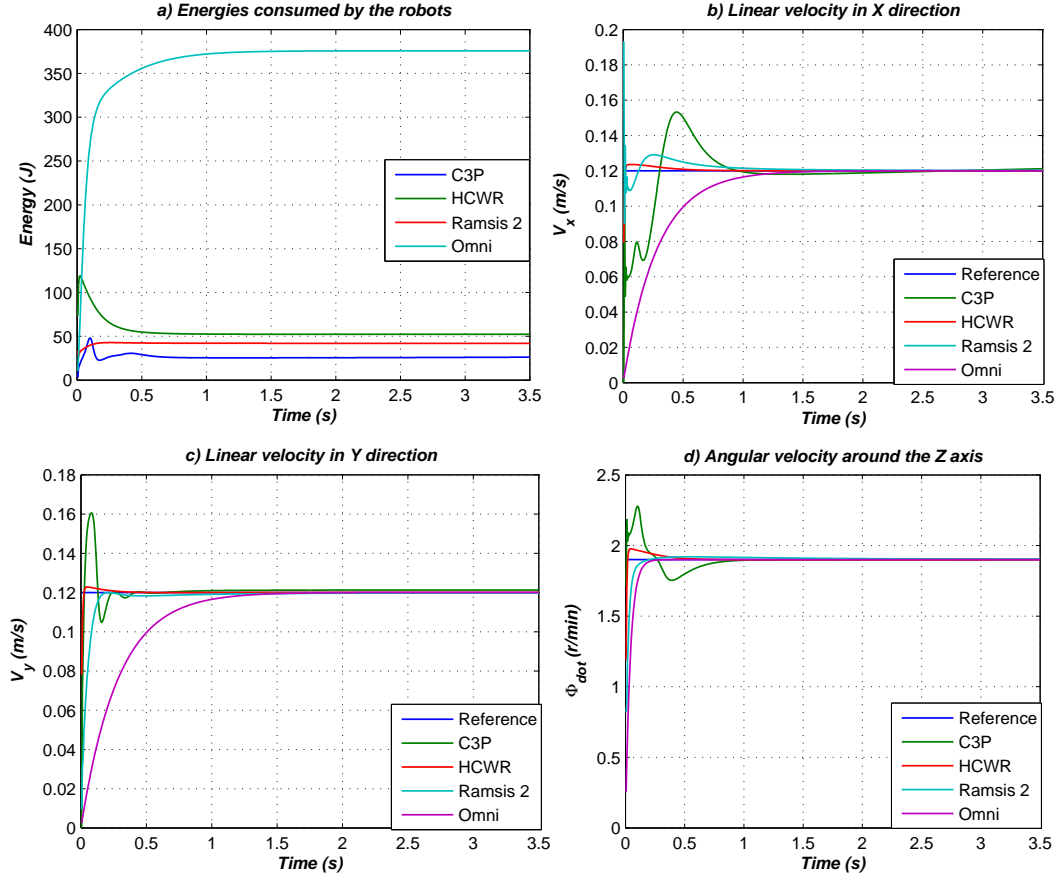 a) Energies consumed by the robots
400
350
300
250
200
150
100
50
0
Energy (J)
0 0.5 1 1.5 2 2.5 3 3.5
Time (s)
C3P
HCWR
Ramsis 2
Omni
b) Linear velocity in X direction
0.2
0.18
0.16
0.14
0.12
0.1
0.08
0.06
0.04
0.02
0
V_x (m/s)
0 0.5 1 1.5 2 2.5 3 3.5
Time (s)
Reference
C3P
HCWR
Ramsis 2
Omni
c) Linear velocity in Y direction
0.18
0.16
0.14
0.12
0.1
0.08
0.06
0.04
0.02
0
V_y (m/s)
0 0.5 1 1.5 2 2.5 3 3.5
Time (s)
Reference
C3P
HCWR
Ramsis 2
Omni
d) Angular velocity around the Z axis
2.5
2
1.5
1
0.5
0
Φ_dot (r/min)
0 0.5 1 1.5 2 2.5 3 3.5
Time (s)
Reference
C3P
HCWR
Ramsis 2
Omni